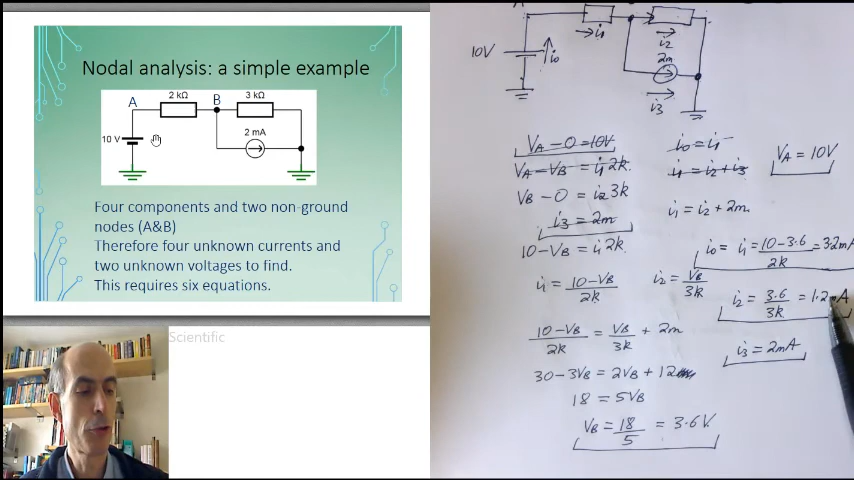 Nodal analysis: a simple example
A
2 kΩ
B
3 kΩ
10 V
2 mA
Four components and two non-ground
nodes (A&B)
Therefore four unknown currents and
two unknown voltages to find.
This requires six equations.
Scientific
10V
i0
i1
i2
2m
i3
VA - 0 = 10V
VA - VB = i1 2k
VB - 0 = i2 3k
i3 = 2m
10 - VB = i1 2k
i1 = 10 - VB / 2k
10 - VB / 2k = VB / 3k + 2m
30 - 3VB = 2VB + 12
18 = 5VB
VB = 18 / 5 = 3.6V
i0 = i1
i1 = i2 + i3
i1 = i2 + 2m
i2 = VB / 3k
VA = 10V
i0 = i1 = 10 - 3.6 / 2k = 3.2mA
i2 = 3.6 / 3k = 1.2mA
i3 = 2mA